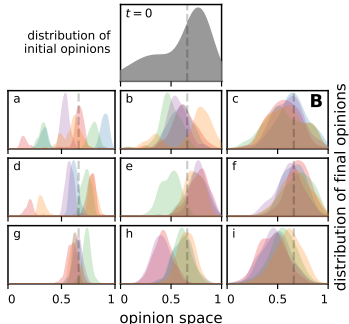 t = 0
distribution of
initial opinions
a
b
c
B
d
e
f
g
h
i
0
0.5
1
0
0.5
1
0
0.5
1
opinion space
distribution of final opinions